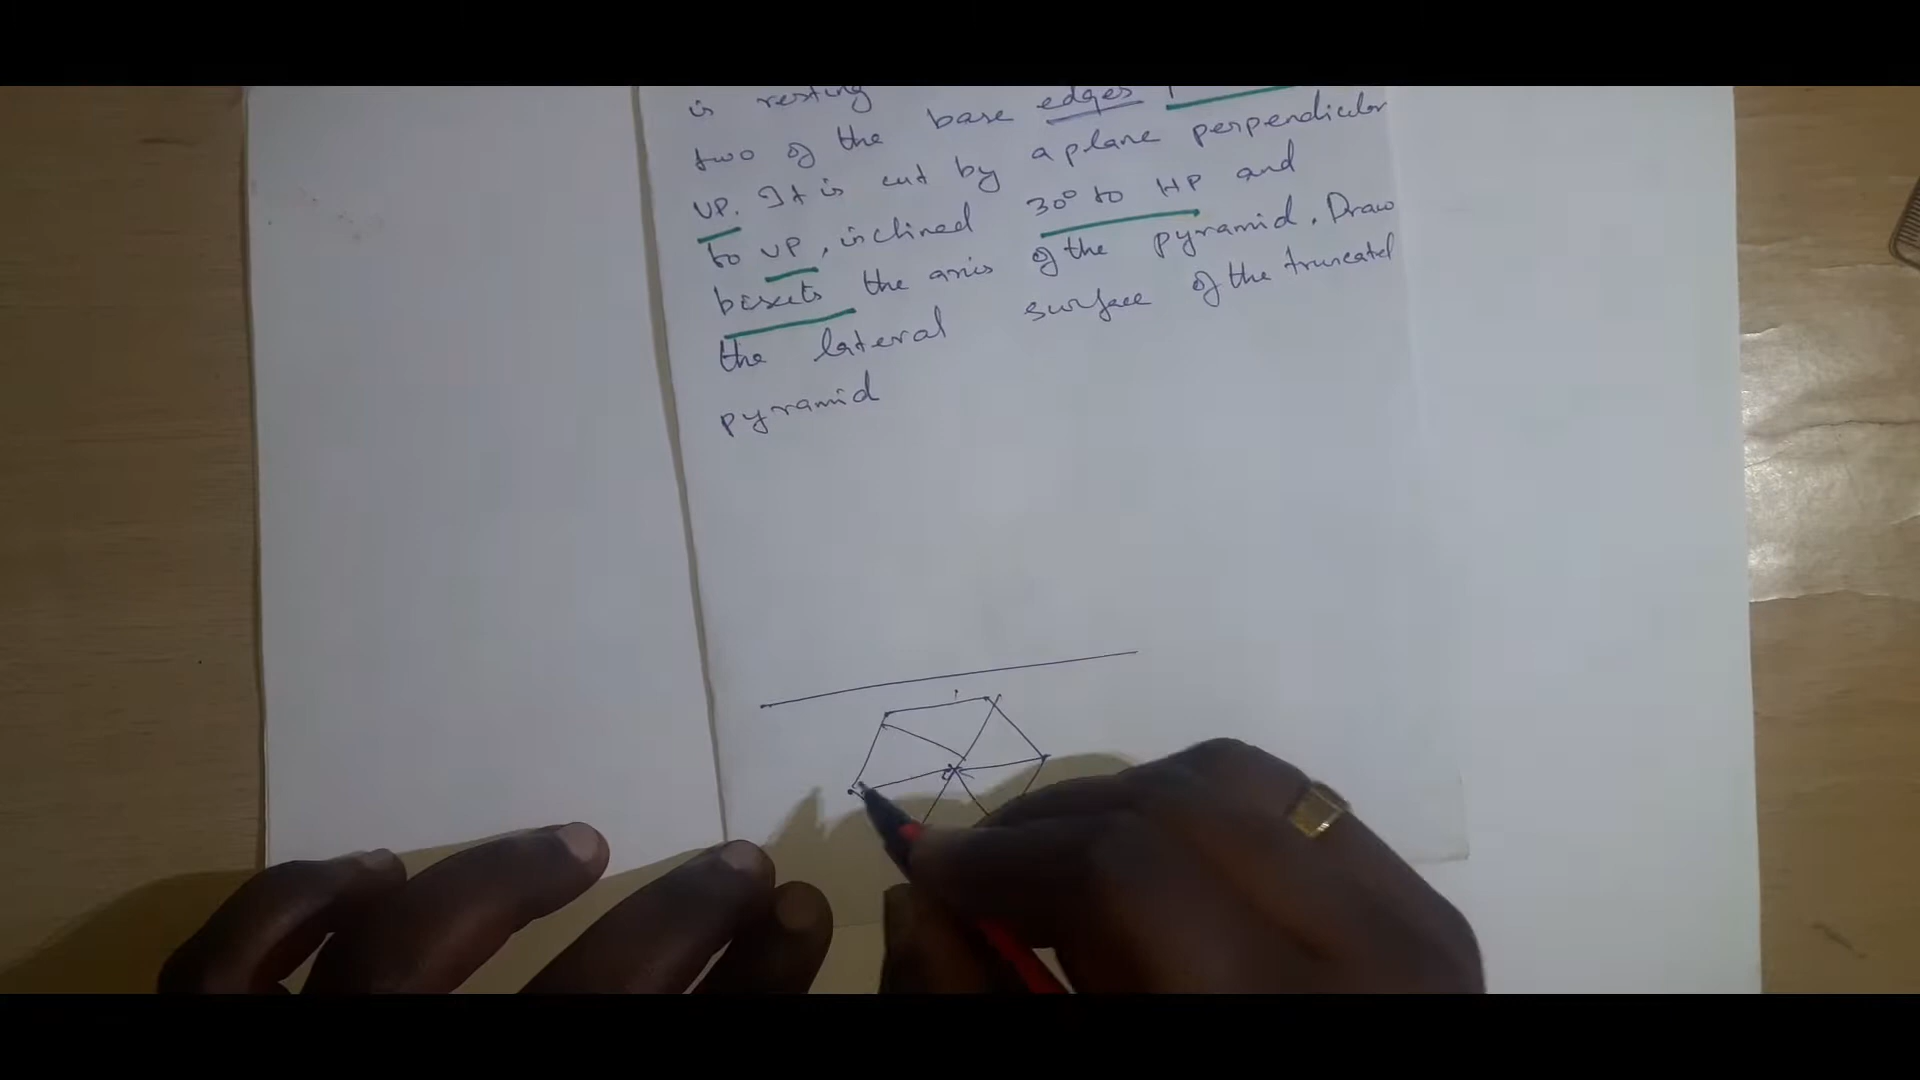 is resting
two of the base edges
VP. It is cut by a plane perpendicular
to VP, inclined 30° to HP and
bisects the axis of the pyramid. Draw
the lateral surface of the truncated
pyramid